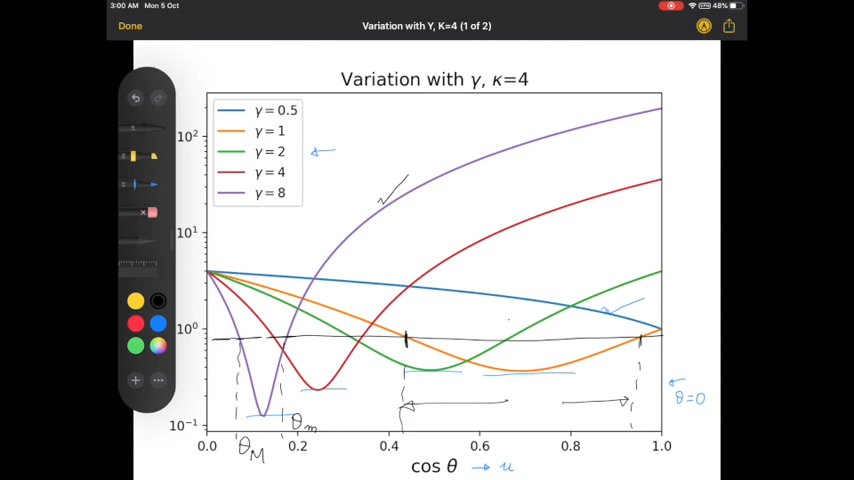 3:00 AM Mon 5 Oct
48%
Done
Variation with Y, K=4 (1 of 2)
Variation with γ, κ=4
γ = 0.5
γ = 1
γ = 2
γ = 4
γ = 8
10²
10¹
10⁰
10⁻¹
θ=0
θm
θM
0.0 0.2 0.4 0.6 0.8 1.0
cos θ → u